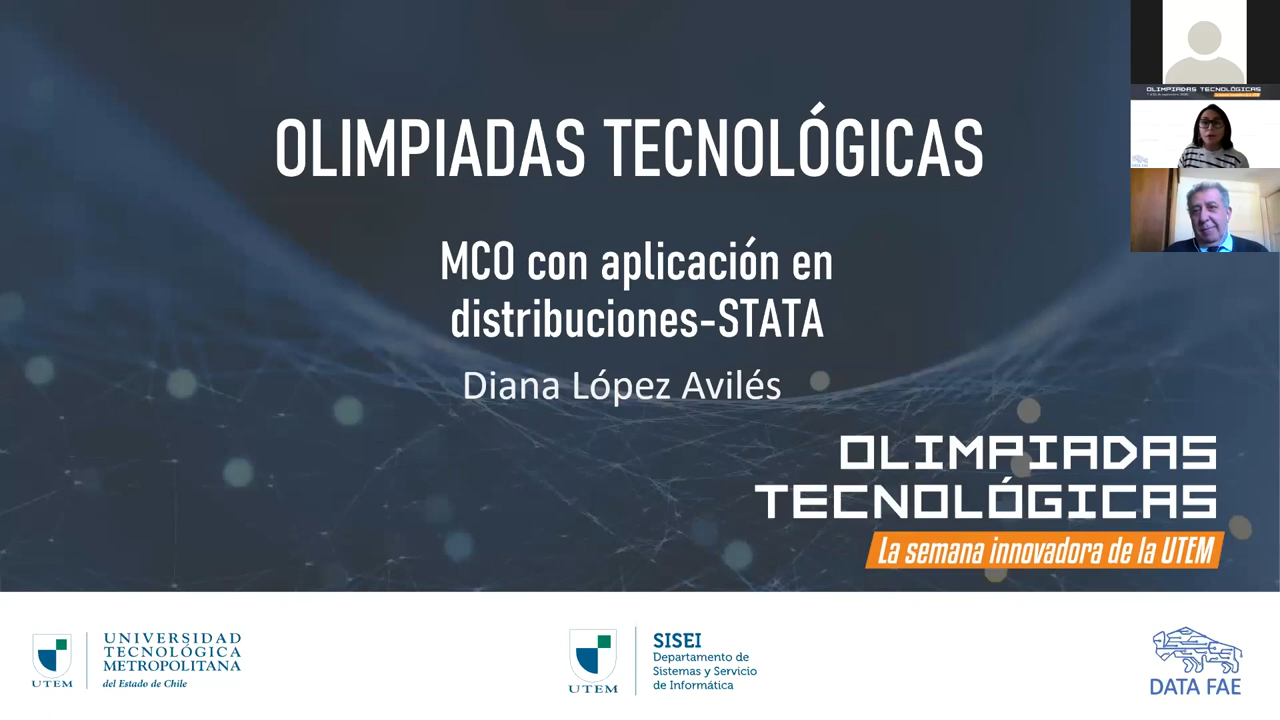 OLIMPIADAS TECNOLÓGICAS
MCO con aplicación en
distribuciones-STATA
Diana López Avilés
OLIMPIADAS
TECNOLÓGICAS
La semana innovadora de la UTEM
OLIMPIADAS TECNOLÓGICAS
UTEM
UNIVERSIDAD
TECNOLÓGICA
METROPOLITANA
del Estado de Chile
UTEM
SISEI
Departamento de
Sistemas y Servicio
de Informática
DATA FAE